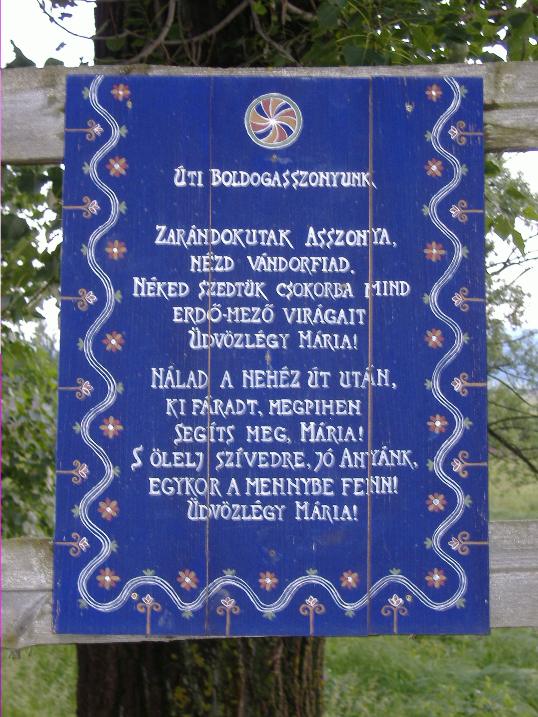 Úti Boldogasszonyunk
Zarándokutak Asszonya,
nézd vándorfiad.
Néked szedtük csokorba mind
erdő-mező virágait
Üdvözlégy Mária!
Nálad a nehéz út után,
ki fáradt, megpihen
segíts meg, Mária!
S ölelj szívedre, jó Anyánk,
egykor a mennybe fenn!
Üdvözlégy Mária!